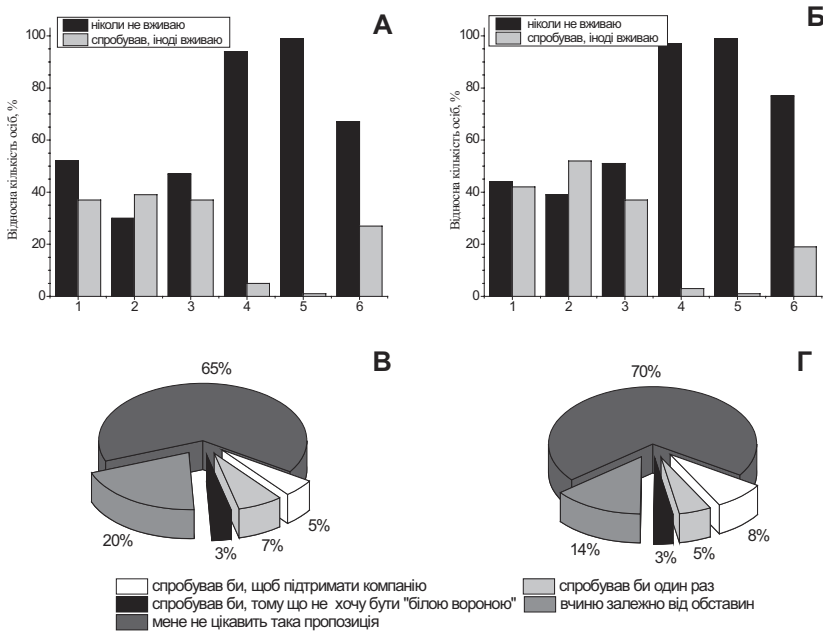 А
ніколи не вживаю
спробував, іноді вживаю
Відносна кількість осіб, %
100
80
60
40
20
0
1 2 3 4 5 6
Б
ніколи не вживаю
спробував, іноді вживаю
Відносна кількість осіб, %
100
80
60
40
20
0
1 2 3 4 5 6
В
65%
20%
3%
7%
5%
Г
70%
14%
3%
5%
8%
спробував би, щоб підтримати компанію
спробував би один раз
спробував би, тому що не хочу бути "білою вороною"
вчиню залежно від обставин
мене не цікавить така пропозиція